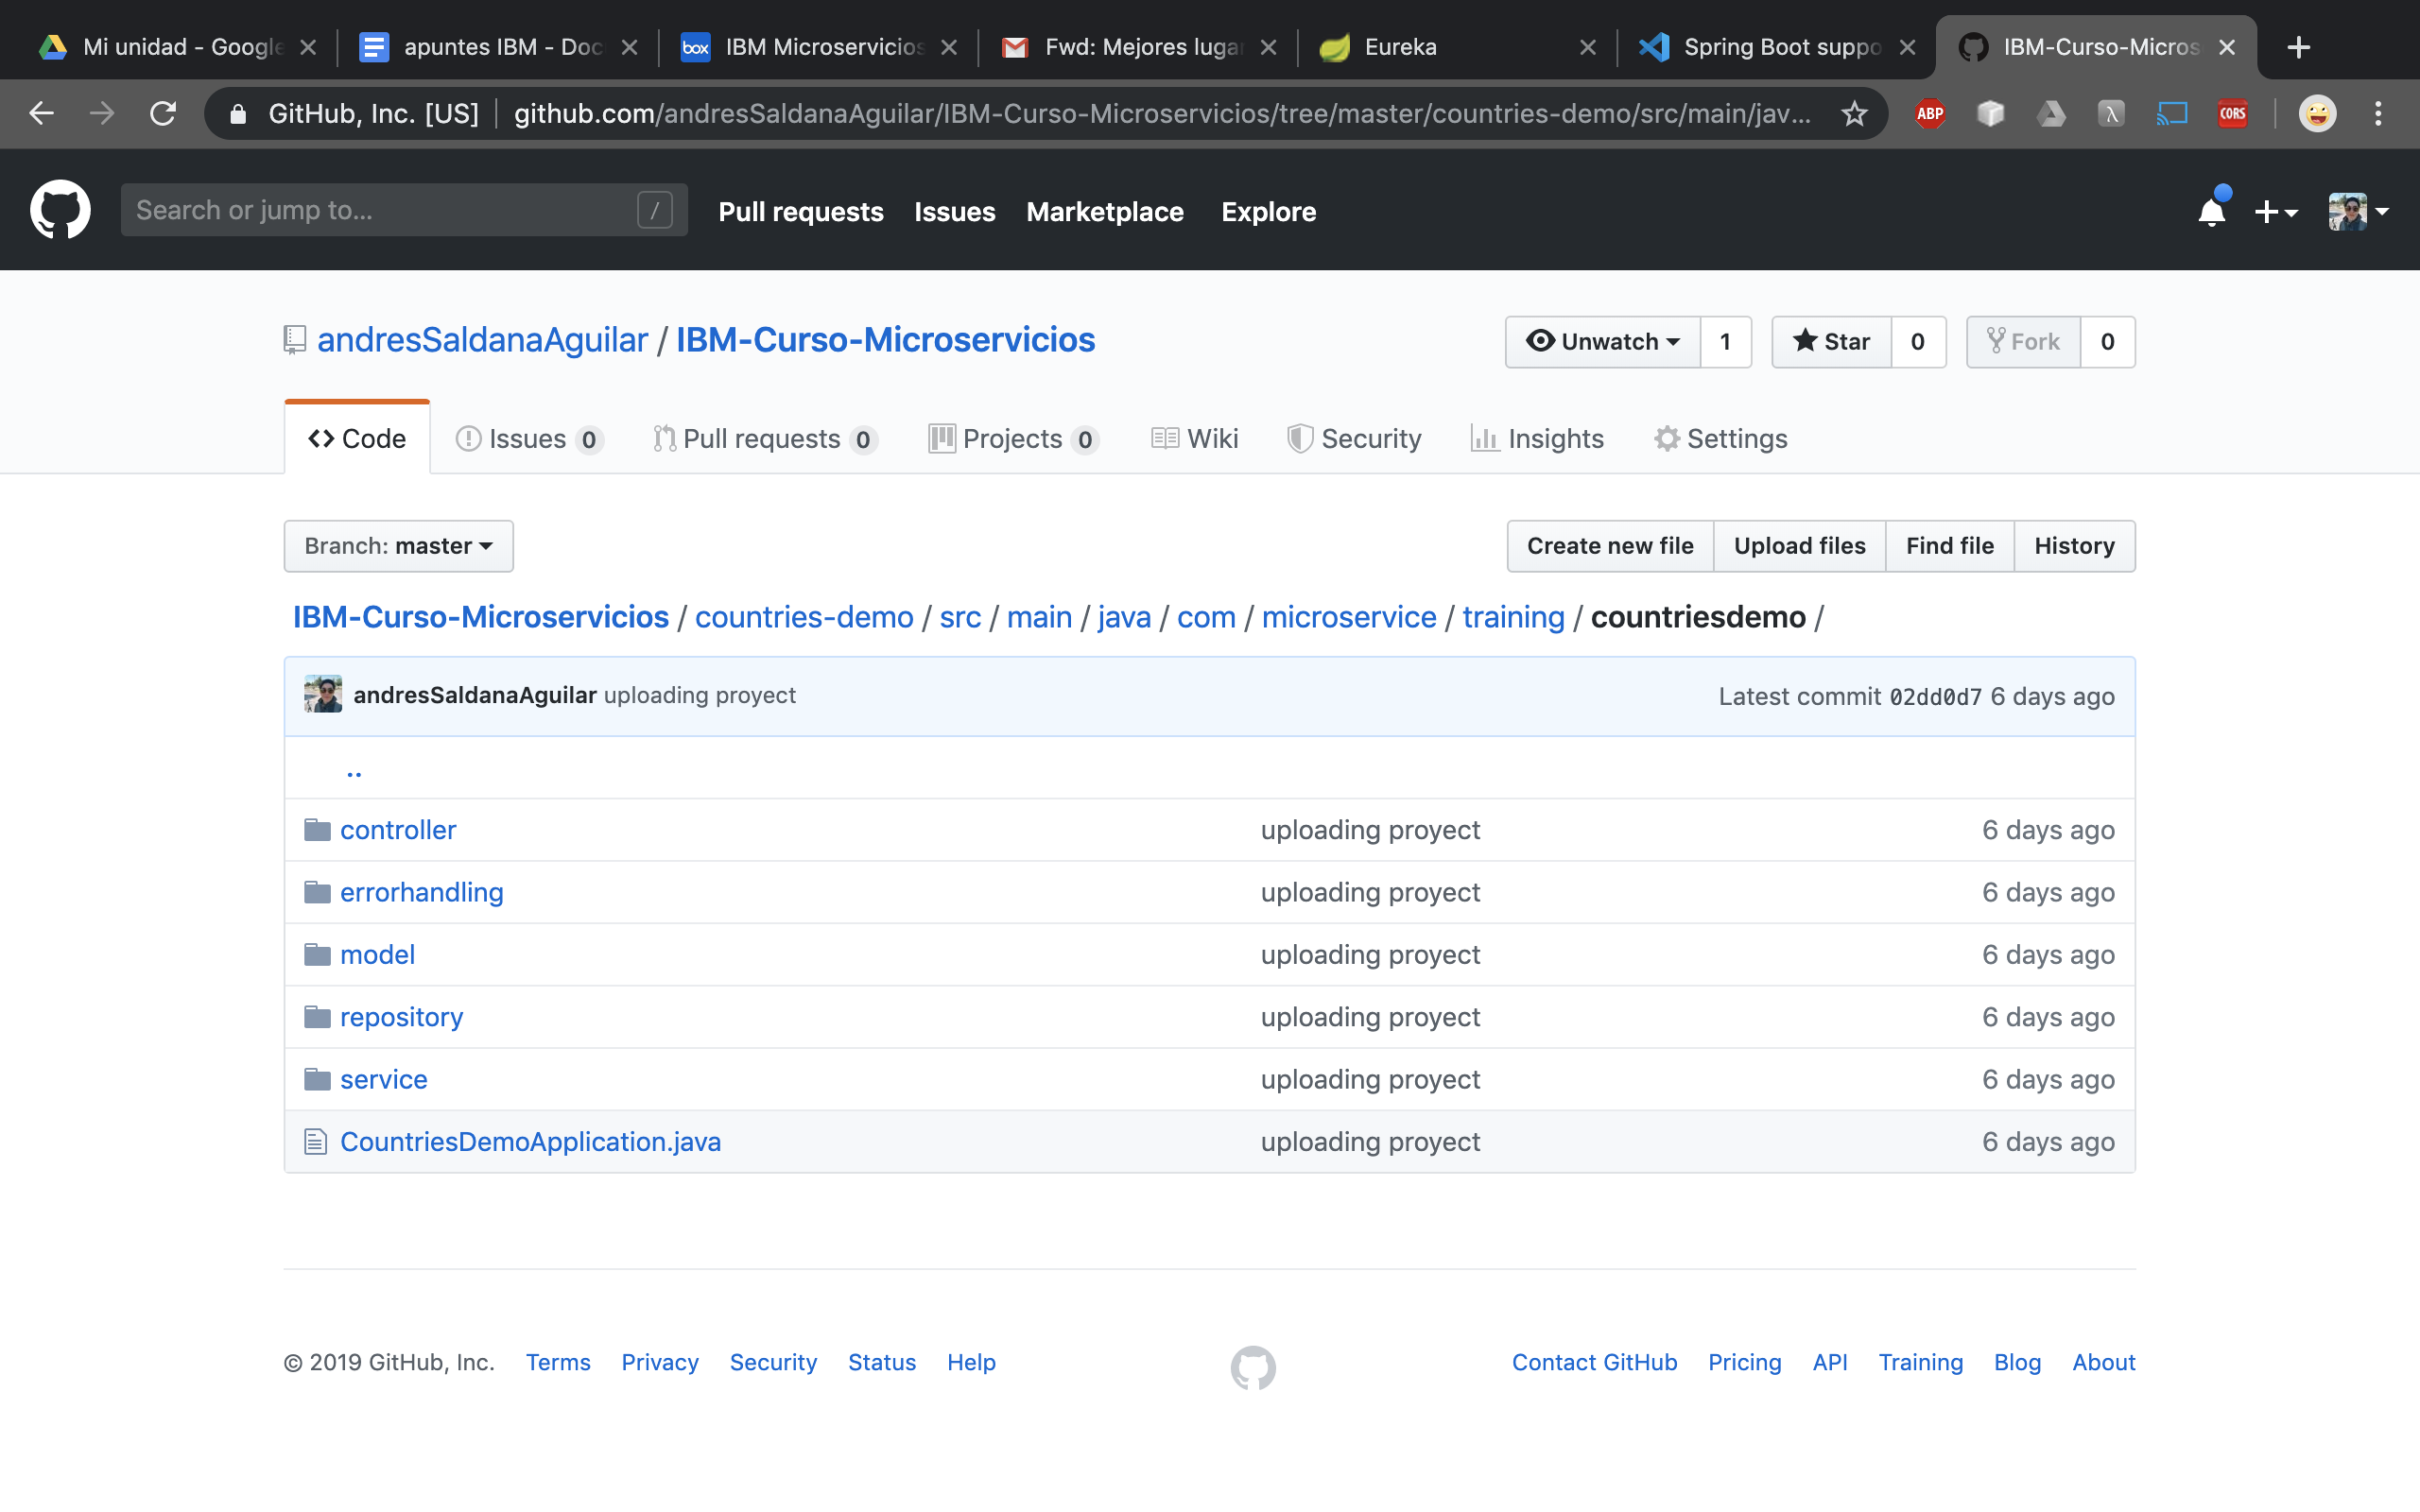 Mi unidad - Google
apuntes IBM - Doc
box
IBM Microservicios
Fwd: Mejores luga
Eureka
Spring Boot suppo
IBM-Curso-Micros
GitHub, Inc. [US]
github.com/andresSaldanaAguilar/IBM-Curso-Microservicios/tree/master/countries-demo/src/main/jav...
ABP
λ
CORS
Search or jump to...
/
Pull requests
Issues
Marketplace
Explore
andresSaldanaAguilar / IBM-Curso-Microservicios
Unwatch 1
Star 0
Fork 0
Code
Issues 0
Pull requests 0
Projects 0
Wiki
Security
Insights
Settings
Branch: master
Create new file
Upload files
Find file
History
IBM-Curso-Microservicios / countries-demo / src / main / java / com / microservice / training / countriesdemo /
andresSaldanaAguilar uploading proyect
Latest commit 02dd0d7 6 days ago
..
controller uploading proyect 6 days ago
errorhandling uploading proyect 6 days ago
model uploading proyect 6 days ago
repository uploading proyect 6 days ago
service uploading proyect 6 days ago
CountriesDemoApplication.java uploading proyect 6 days ago
© 2019 GitHub, Inc.
Terms
Privacy
Security
Status
Help
Contact GitHub
Pricing
API
Training
Blog
About